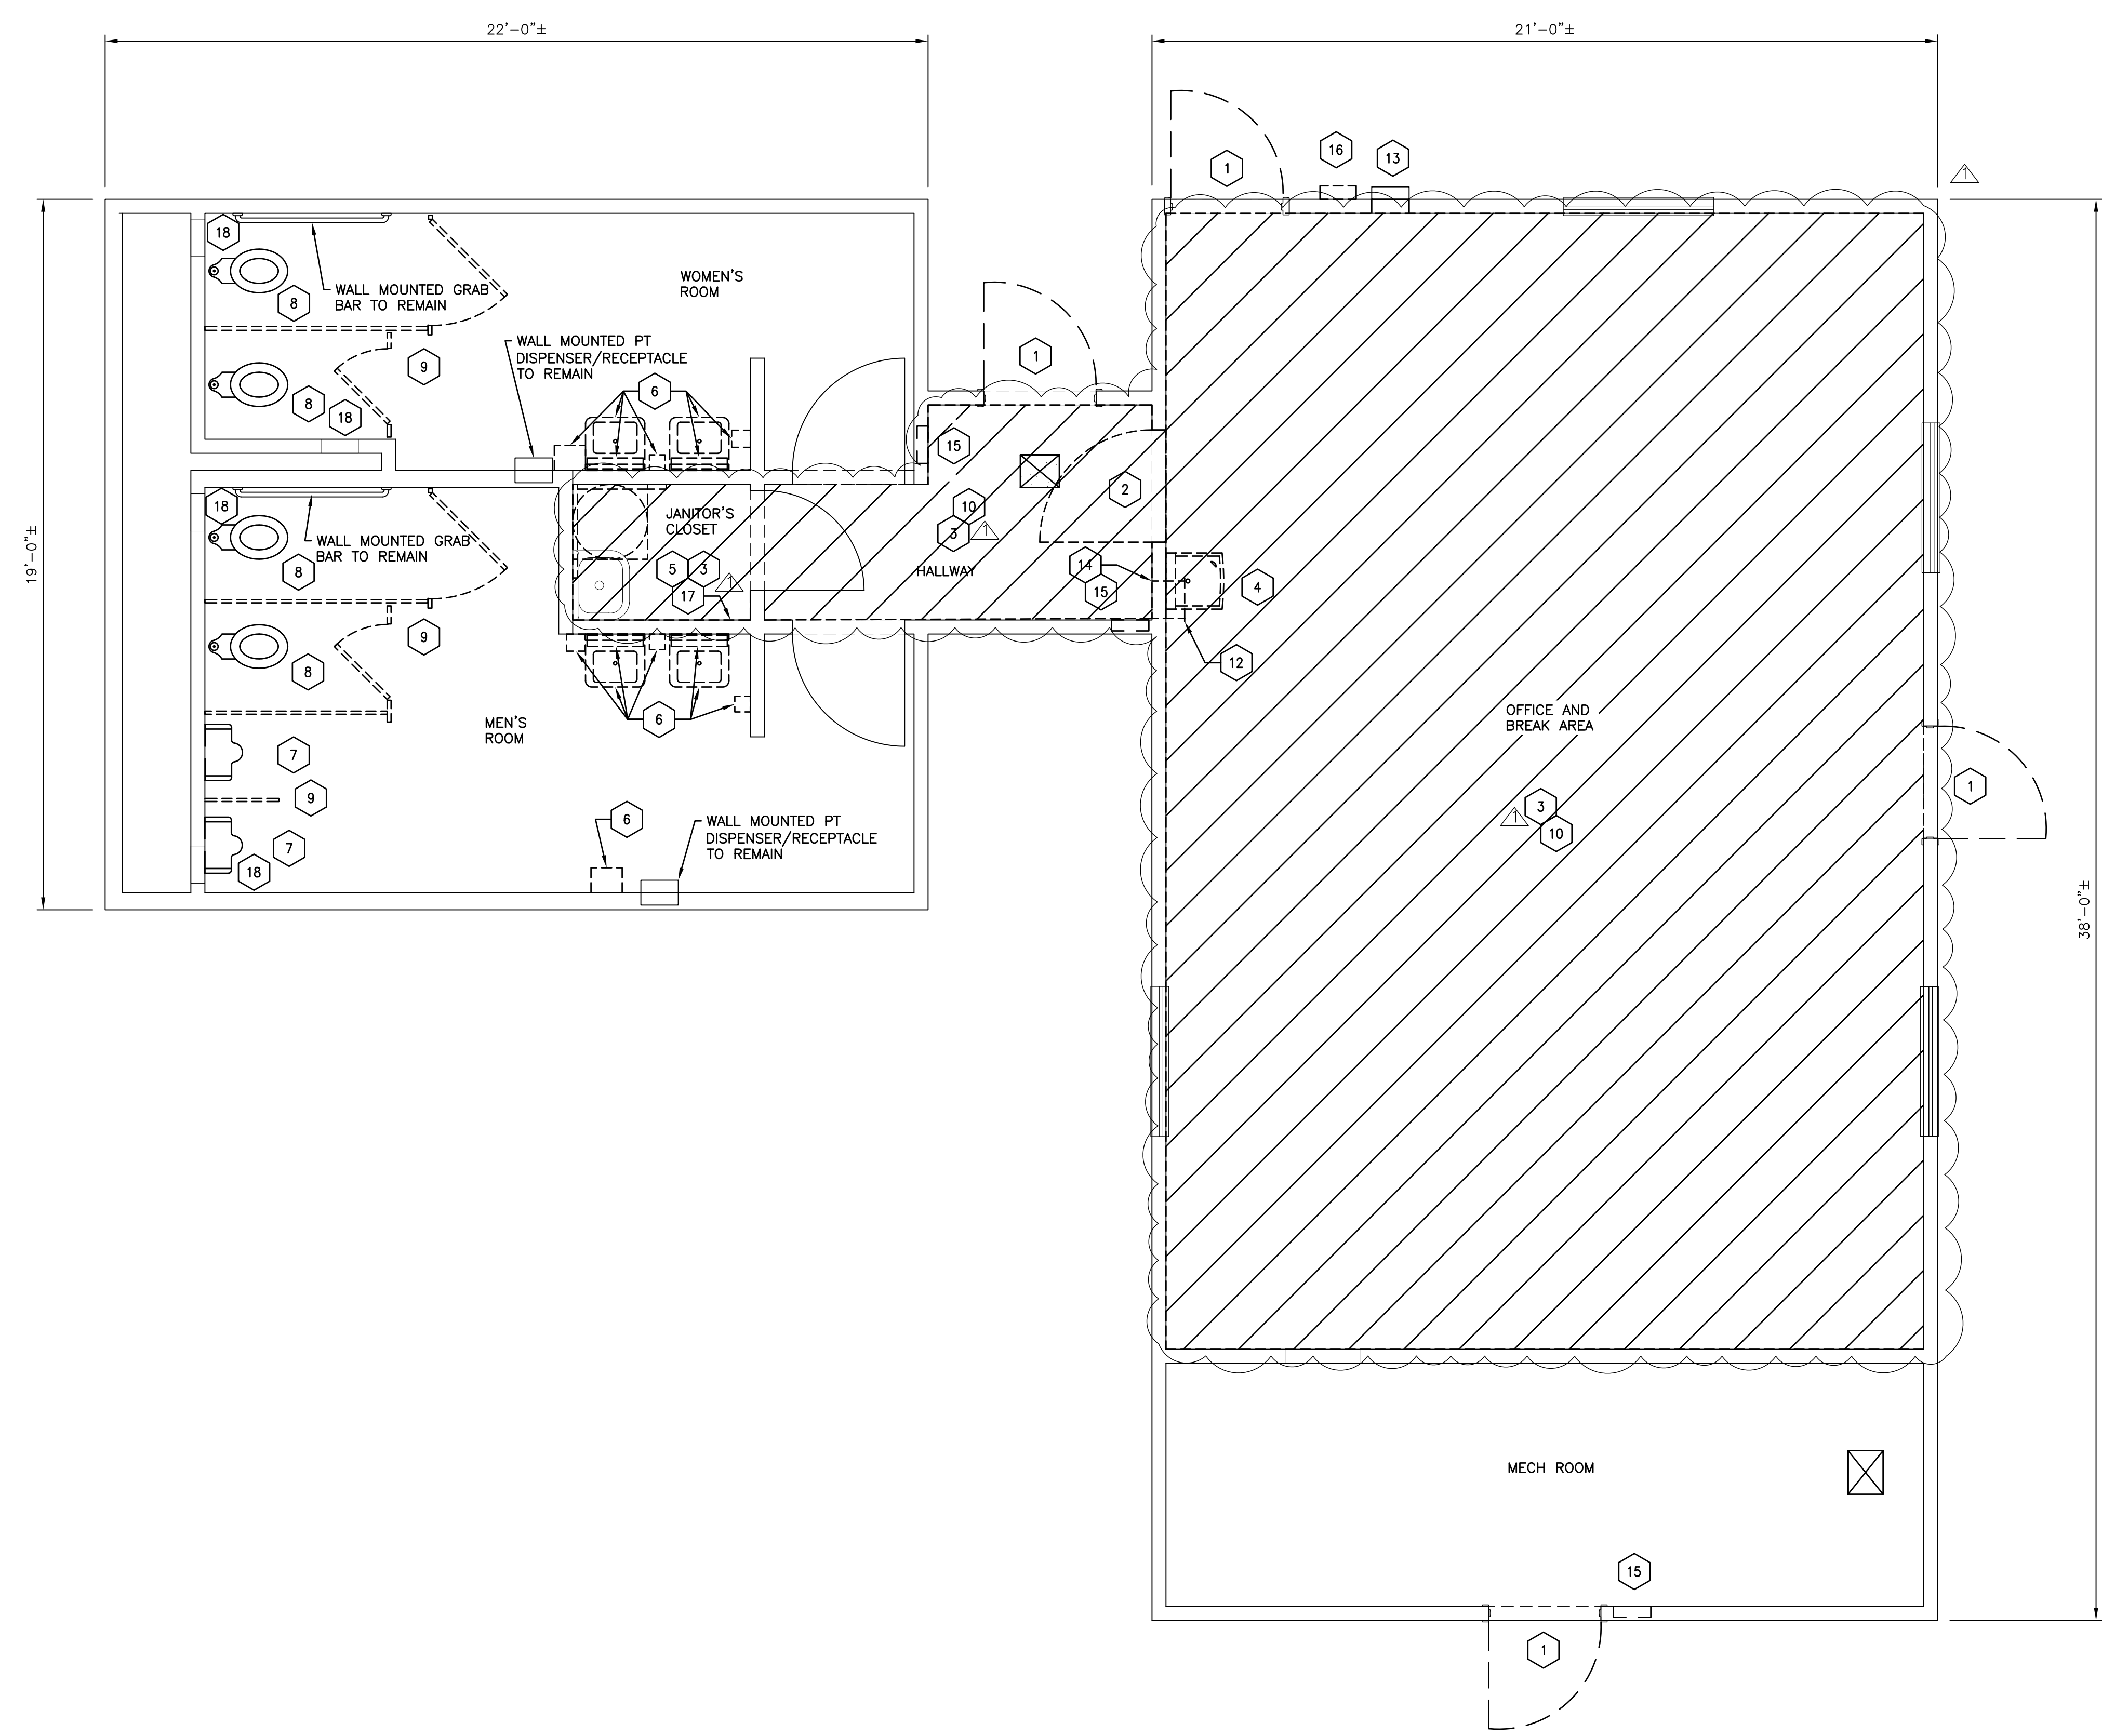 22'-0"±
21'-0"±
1
16
13
1
18
WALL MOUNTED GRAB
BAR TO REMAIN
8
WOMEN'S
ROOM
WALL MOUNTED PT
DISPENSER/RECEPTACLE
TO REMAIN
1
9
6
8
18
15
2
18
JANITOR'S
CLOSET
10
3
1
WALL MOUNTED GRAB
BAR TO REMAIN
8
5
3
1
17
HALLWAY
14
15
4
19'-0"±
9
12
8
MEN'S
ROOM
6
OFFICE AND
BREAK AREA
7
9
1
3
1
10
6
WALL MOUNTED PT
DISPENSER/RECEPTACLE
TO REMAIN
7
18
38'-0"±
MECH ROOM
15
1